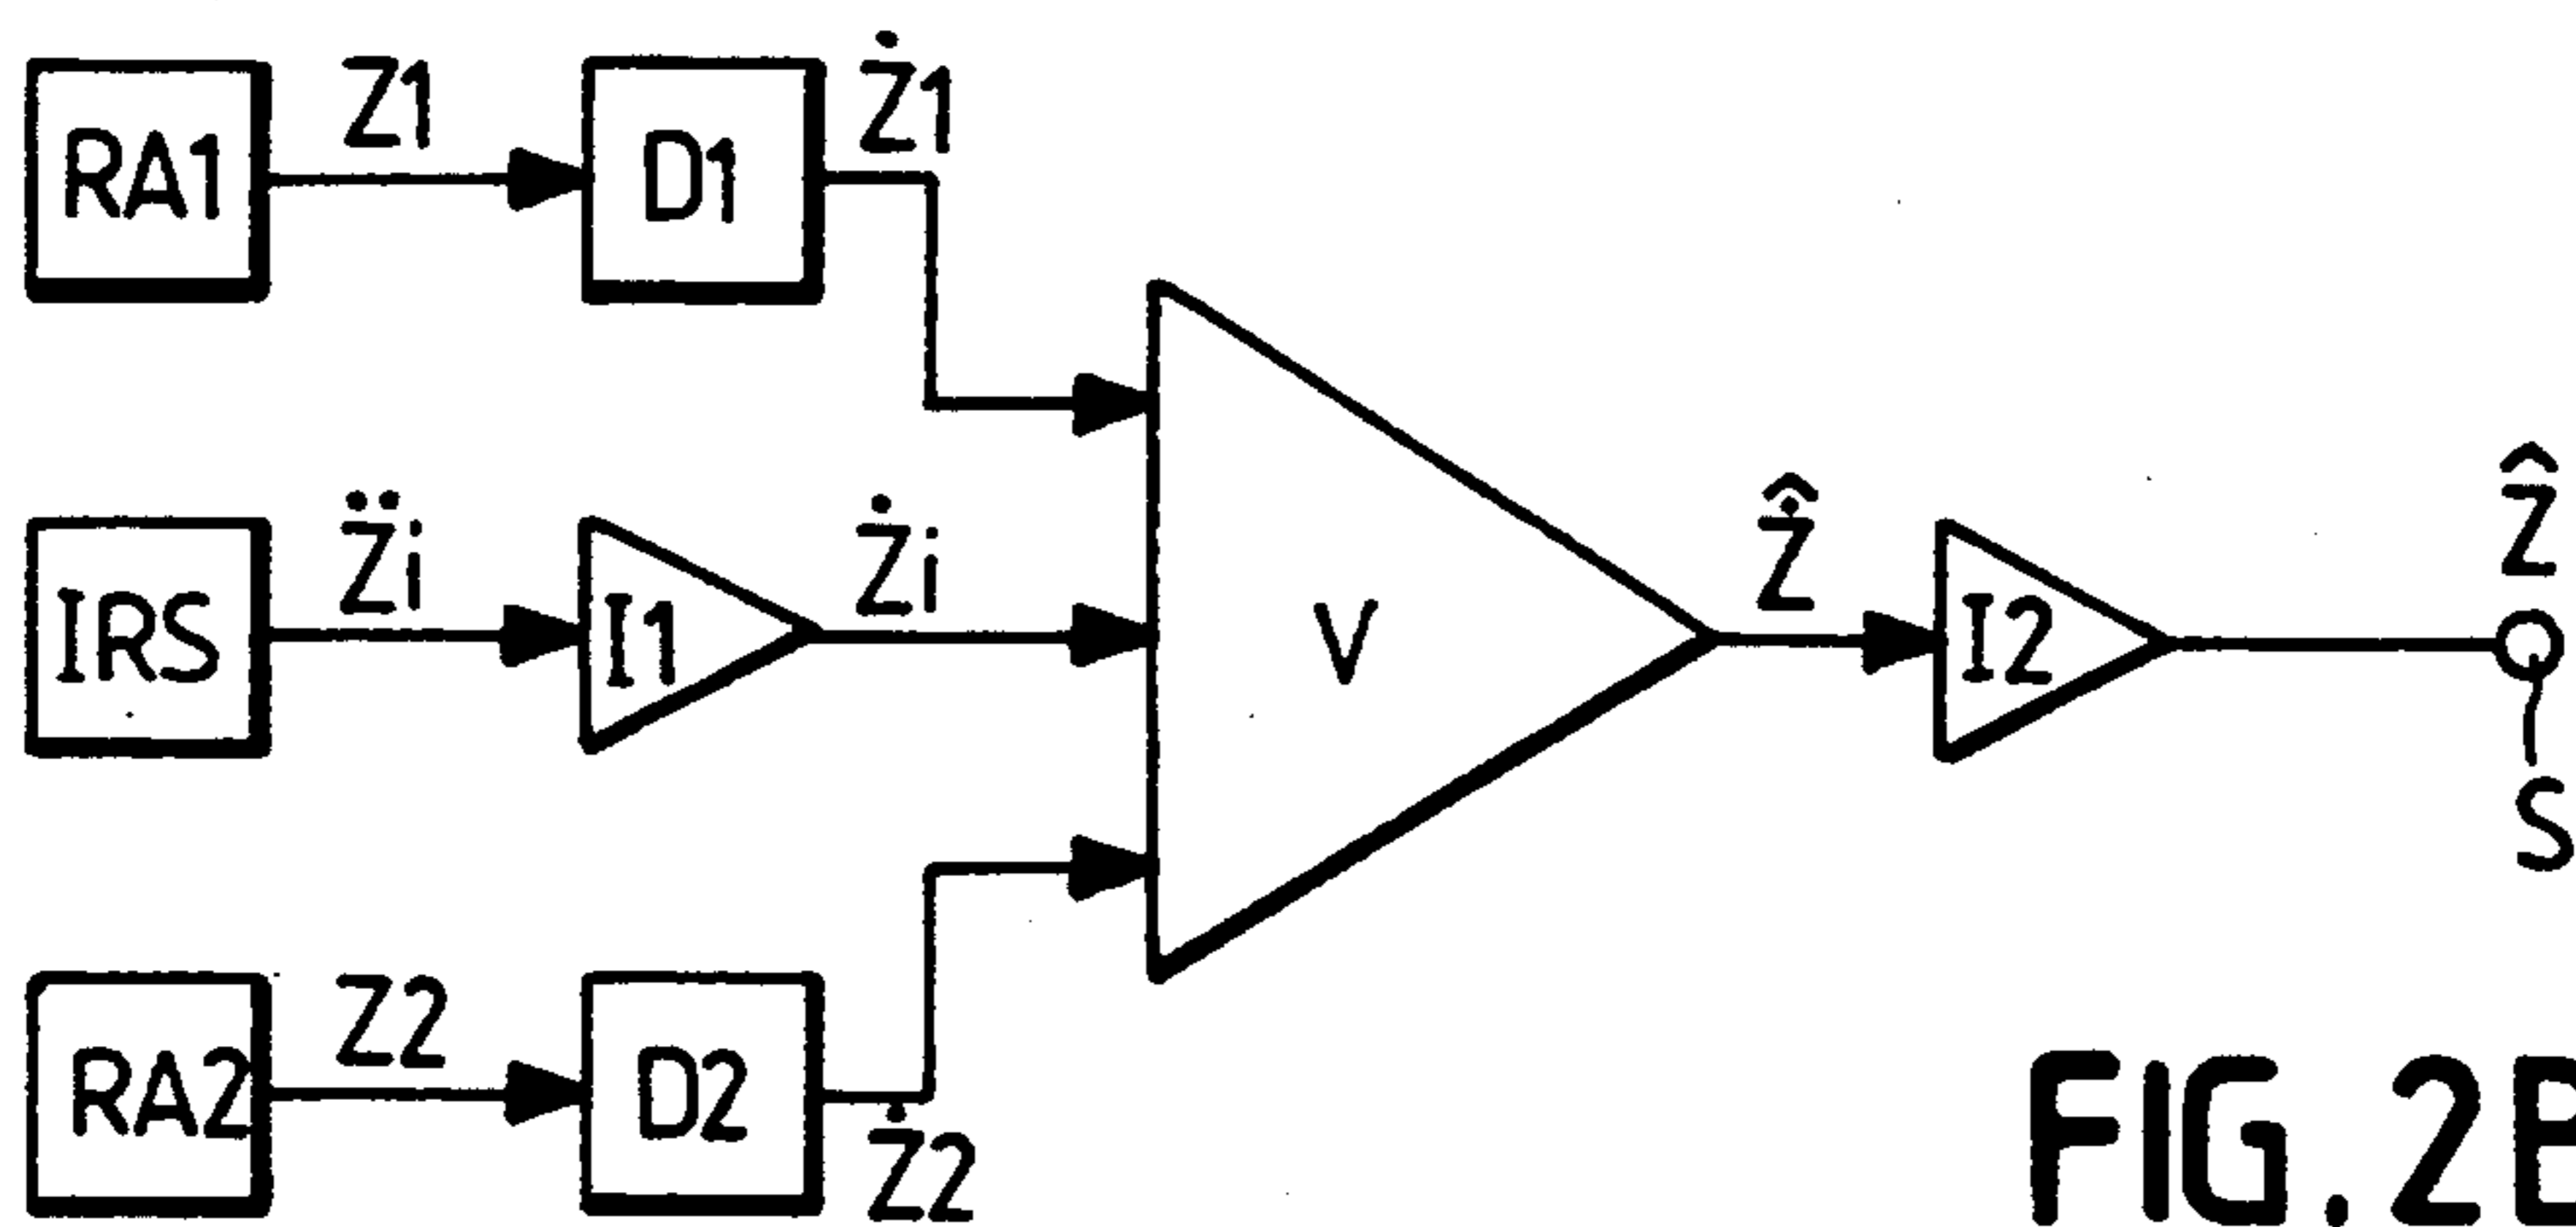 RA1 Z1 D1 Ż1
IRS Z̈i I1 Żi V Ż̂ I2 Ẑ
S
RA2 Z2 D2 Ż2
FIG. 2B